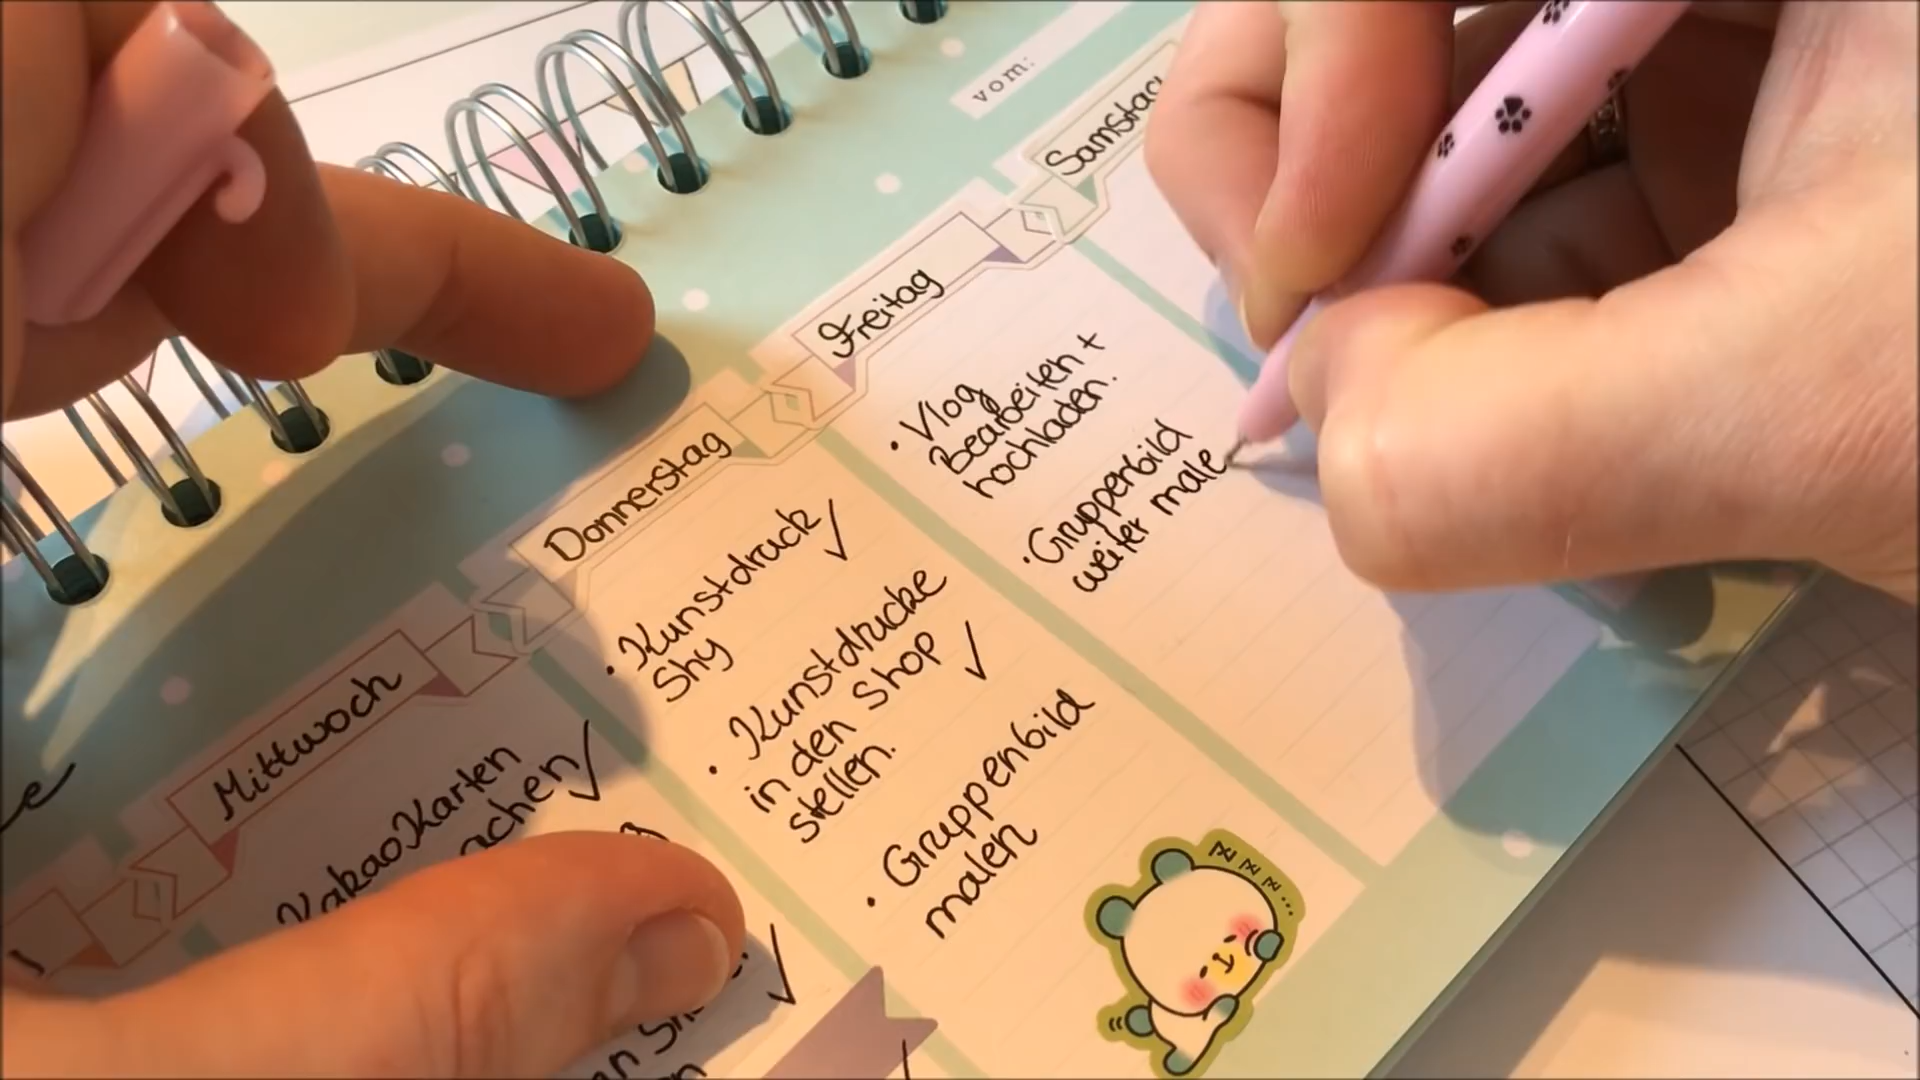 vom:
Mittwoch
KakaoKarten
Donnerstag
• Kunstdruck
Shy ✓
• Kunstdrucke
in den Shop
stellen. ✓
• Gruppenbild
malen
zzz...
Freitag
• Vlog
Bearbeiten +
hochladen.
• Gruppenbild
weiter male
Samstag